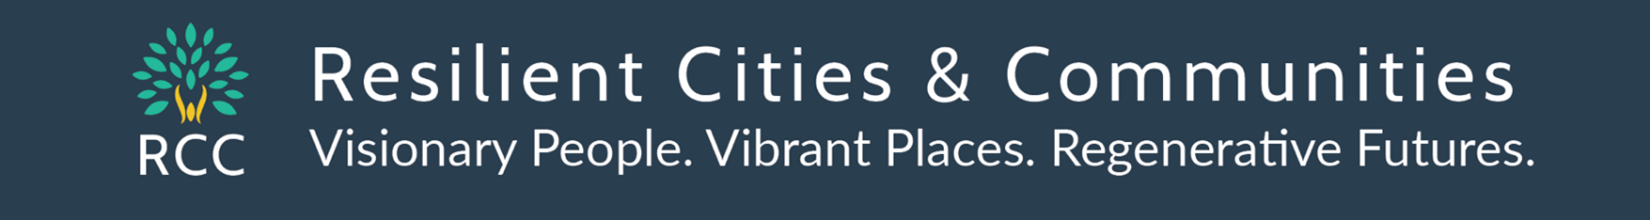 RCC
Resilient Cities & Communities
Visionary People. Vibrant Places. Regenerative Futures.